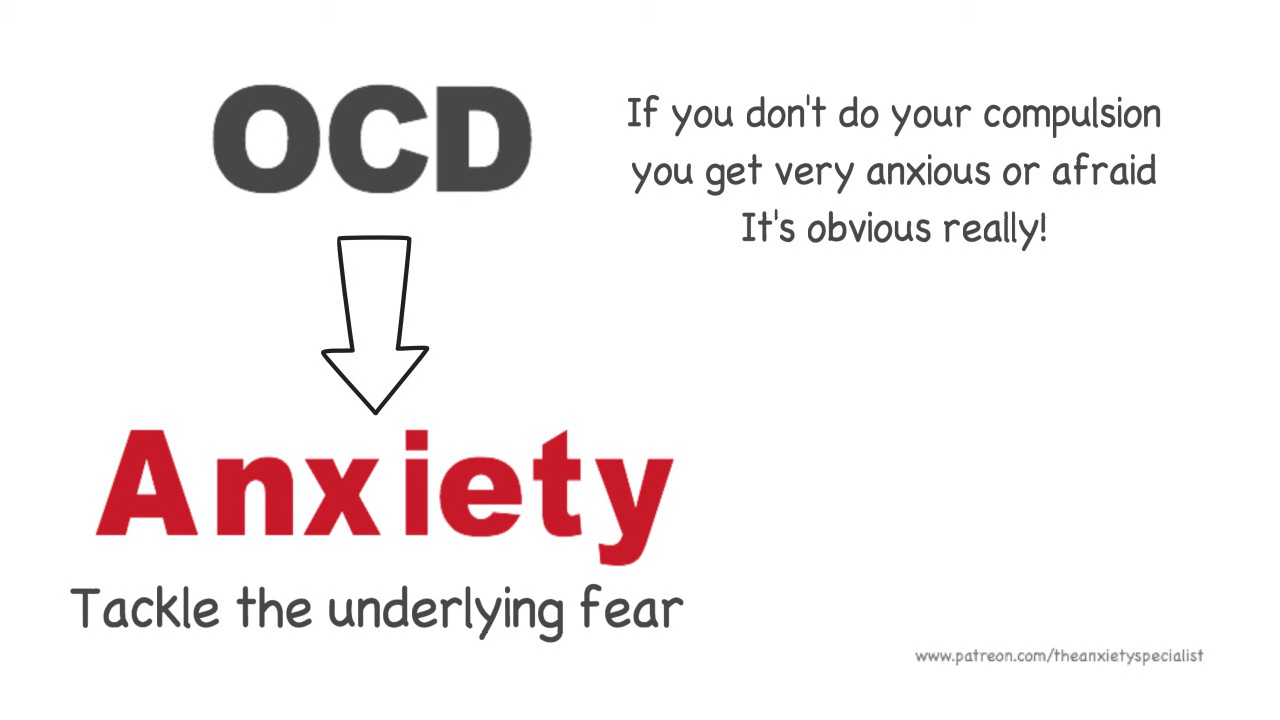 OCD
If you don't do your compulsion
you get very anxious or afraid
It's obvious really!
Anxiety
Tackle the underlying fear
www.patreon.com/theanxietyspecialist